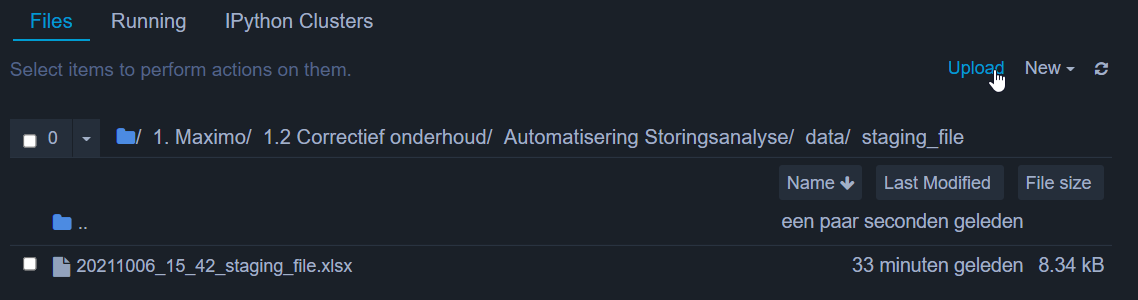 Files Running IPython Clusters
Select items to perform actions on them. Upload New
0 / 1. Maximo/ 1.2 Correctief onderhoud/ Automatisering Storingsanalyse/ data/ staging_file
Name Last Modified File size
.. een paar seconden geleden
20211006_15_42_staging_file.xlsx 33 minuten geleden 8.34 kB